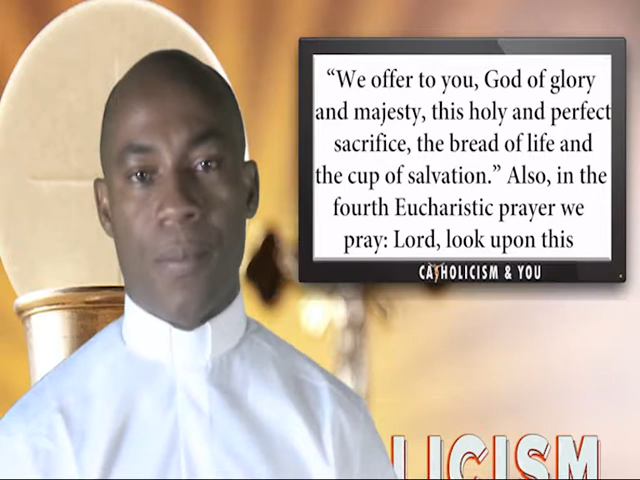 “We offer to you, God of glory
and majesty, this holy and perfect
sacrifice, the bread of life and
the cup of salvation.” Also, in the
fourth Eucharistic prayer we
pray: Lord, look upon this
CATHOLICISM & YOU
LICISM